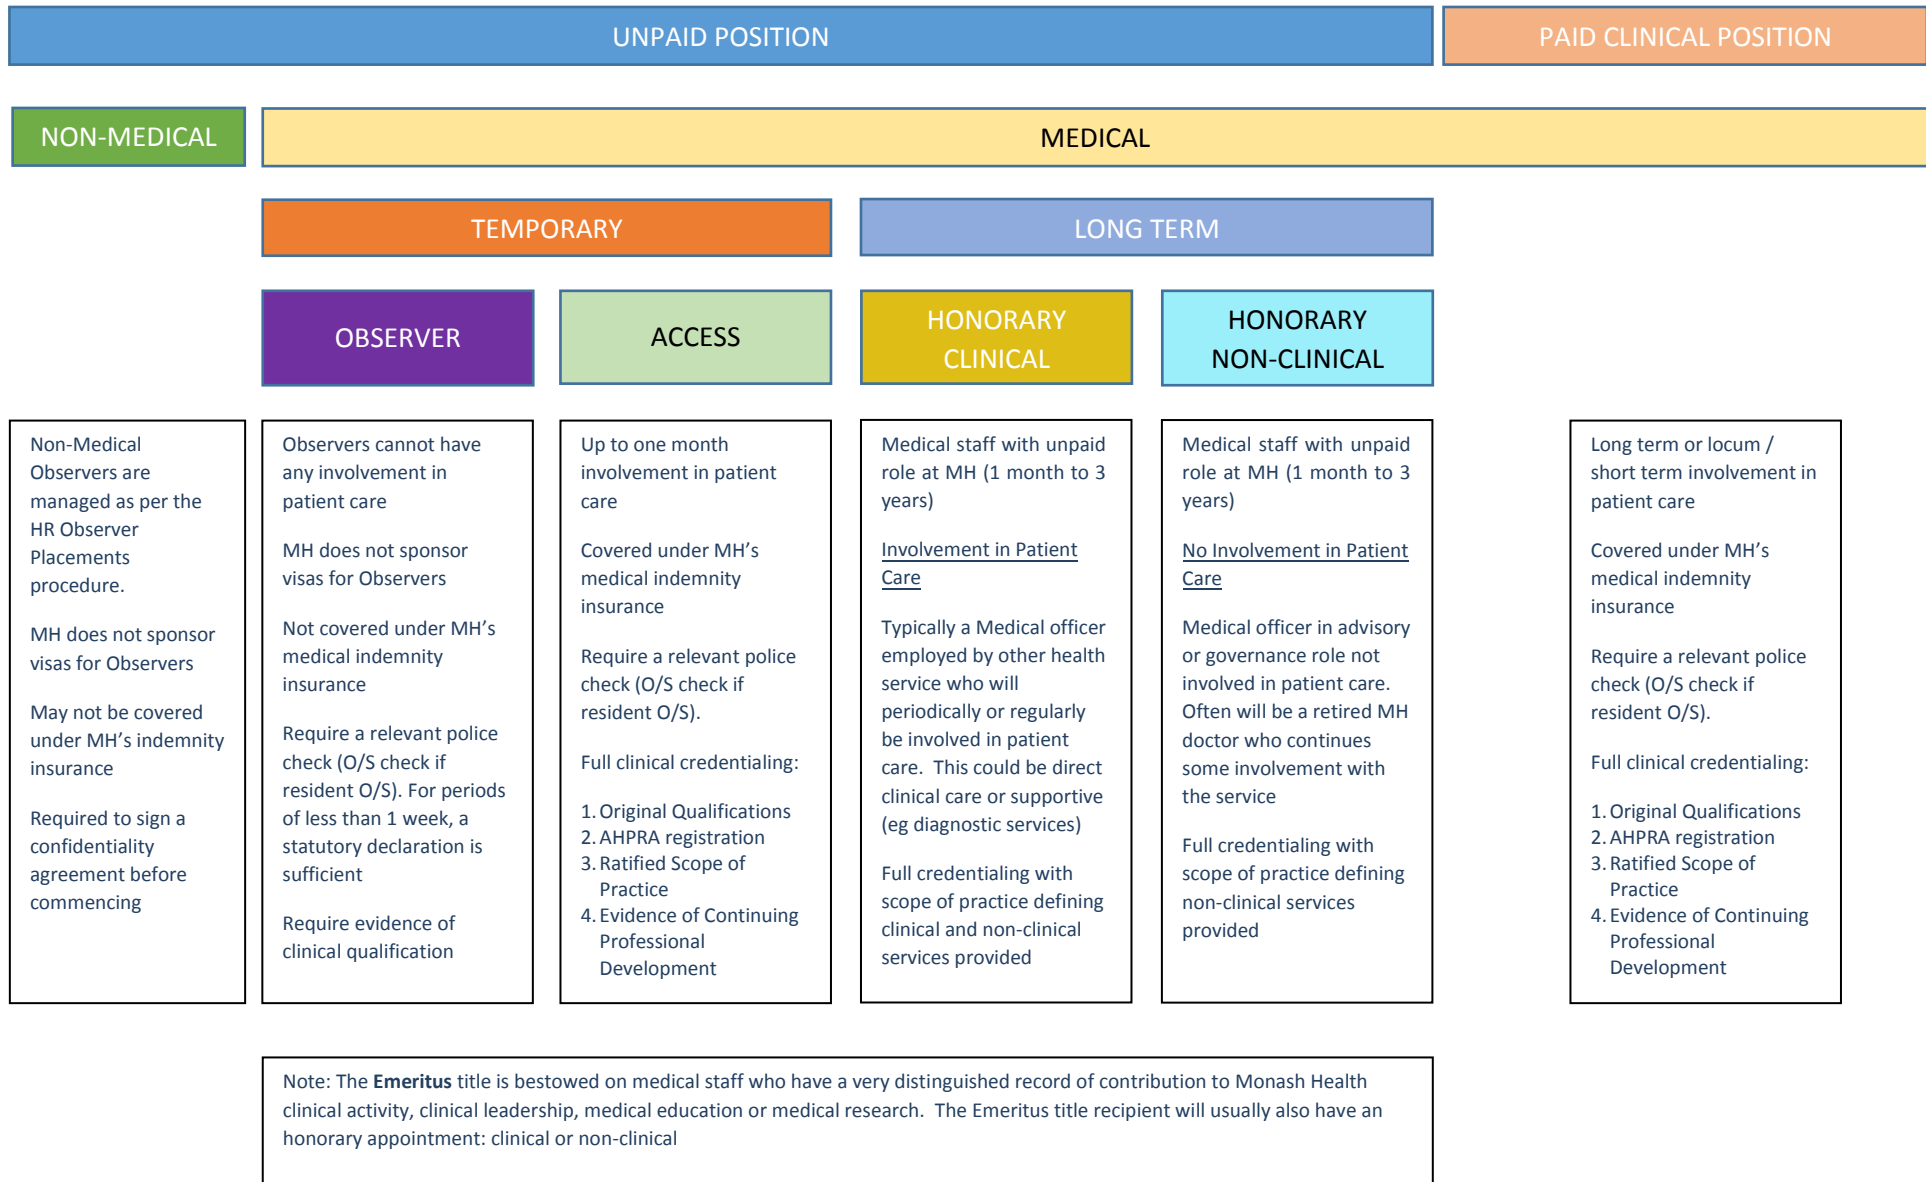 UNPAID POSITION
PAID CLINICAL POSITION
NON-MEDICAL
MEDICAL
TEMPORARY
LONG TERM
OBSERVER
ACCESS
HONORARY
CLINICAL
HONORARY
NON-CLINICAL
Non-Medical
Observers are
managed as per the
HR Observer
Placements
procedure.
MH does not sponsor
visas for Observers
May not be covered
under MH’s indemnity
insurance
Required to sign a
confidentiality
agreement before
commencing
Observers cannot have
any involvement in
patient care
MH does not sponsor
visas for Observers
Not covered under MH’s
medical indemnity
insurance
Require a relevant police
check (O/S check if
resident O/S). For periods
of less than 1 week, a
statutory declaration is
sufficient
Require evidence of
clinical qualification
Up to one month
involvement in patient
care
Covered under MH’s
medical indemnity
insurance
Require a relevant police
check (O/S check if
resident O/S).
Full clinical credentialing:
1. Original Qualifications
2. AHPRA registration
3. Ratified Scope of
Practice
4. Evidence of Continuing
Professional
Development
Medical staff with unpaid
role at MH (1 month to 3
years)
Involvement in Patient
Care
Typically a Medical officer
employed by other health
service who will
periodically or regularly
be involved in patient
care. This could be direct
clinical care or supportive
(eg diagnostic services)
Full credentialing with
scope of practice defining
clinical and non-clinical
services provided
Medical staff with unpaid
role at MH (1 month to 3
years)
No Involvement in Patient
Care
Medical officer in advisory
or governance role not
involved in patient care.
Often will be a retired MH
doctor who continues
some involvement with
the service
Full credentialing with
scope of practice defining
non-clinical services
provided
Long term or locum /
short term involvement in
patient care
Covered under MH’s
medical indemnity
insurance
Require a relevant police
check (O/S check if
resident O/S).
Full clinical credentialing:
1. Original Qualifications
2. AHPRA registration
3. Ratified Scope of
Practice
4. Evidence of Continuing
Professional
Development
Note: The Emeritus title is bestowed on medical staff who have a very distinguished record of contribution to Monash Health
clinical activity, clinical leadership, medical education or medical research. The Emeritus title recipient will usually also have an
honorary appointment: clinical or non-clinical